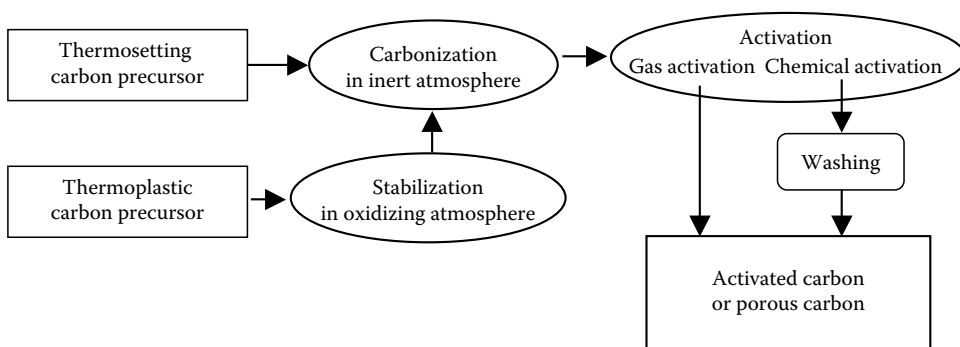 Thermosetting
carbon precursor
Carbonization
in inert atmosphere
Activation
Gas activation Chemical activation
Washing
Thermoplastic
carbon precursor
Stabilization
in oxidizing atmosphere
Activated carbon
or porous carbon